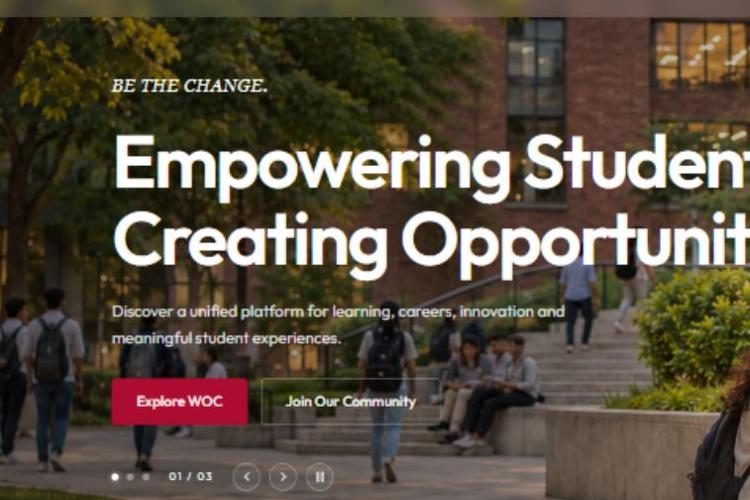 BE THE CHANGE.
Empowering Student
Creating Opportunit
Discover a unified platform for learning, careers, innovation and
meaningful student experiences.
Explore WOC
Join Our Community
01 / 03